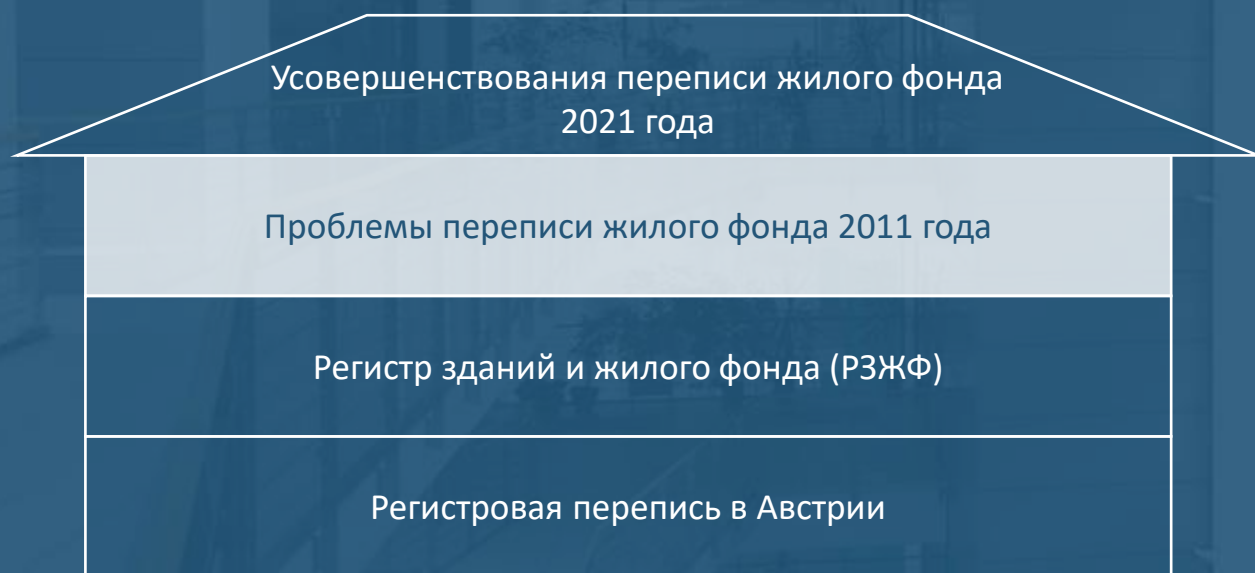 Усовершенствования переписи жилого фонда
2021 года
Проблемы переписи жилого фонда 2011 года
Регистр зданий и жилого фонда (РЗЖФ)
Регистровая перепись в Австрии